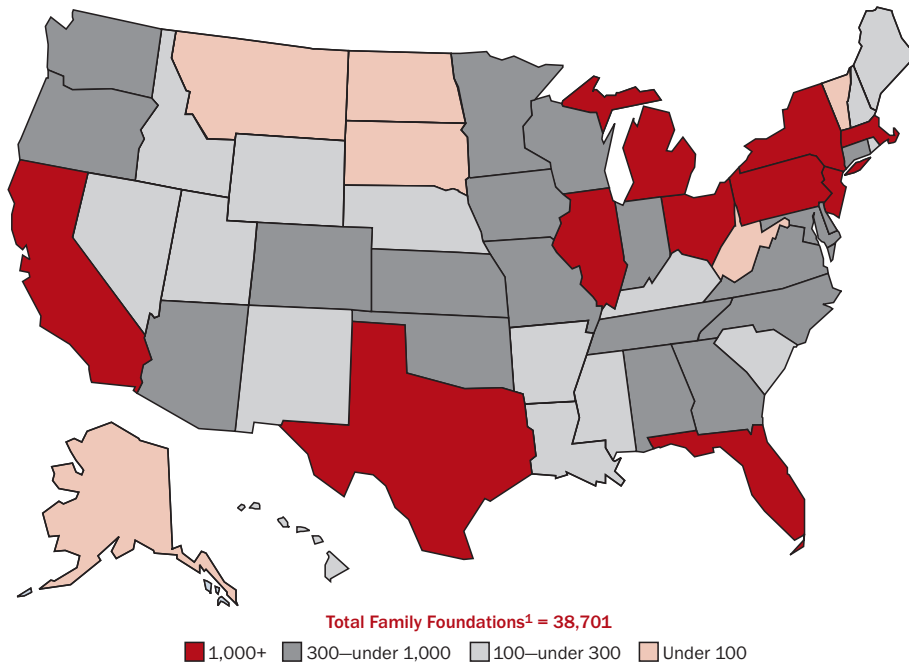 Total Family Foundations¹ = 38,701
1,000+ 300—under 1,000 100—under 300 Under 100